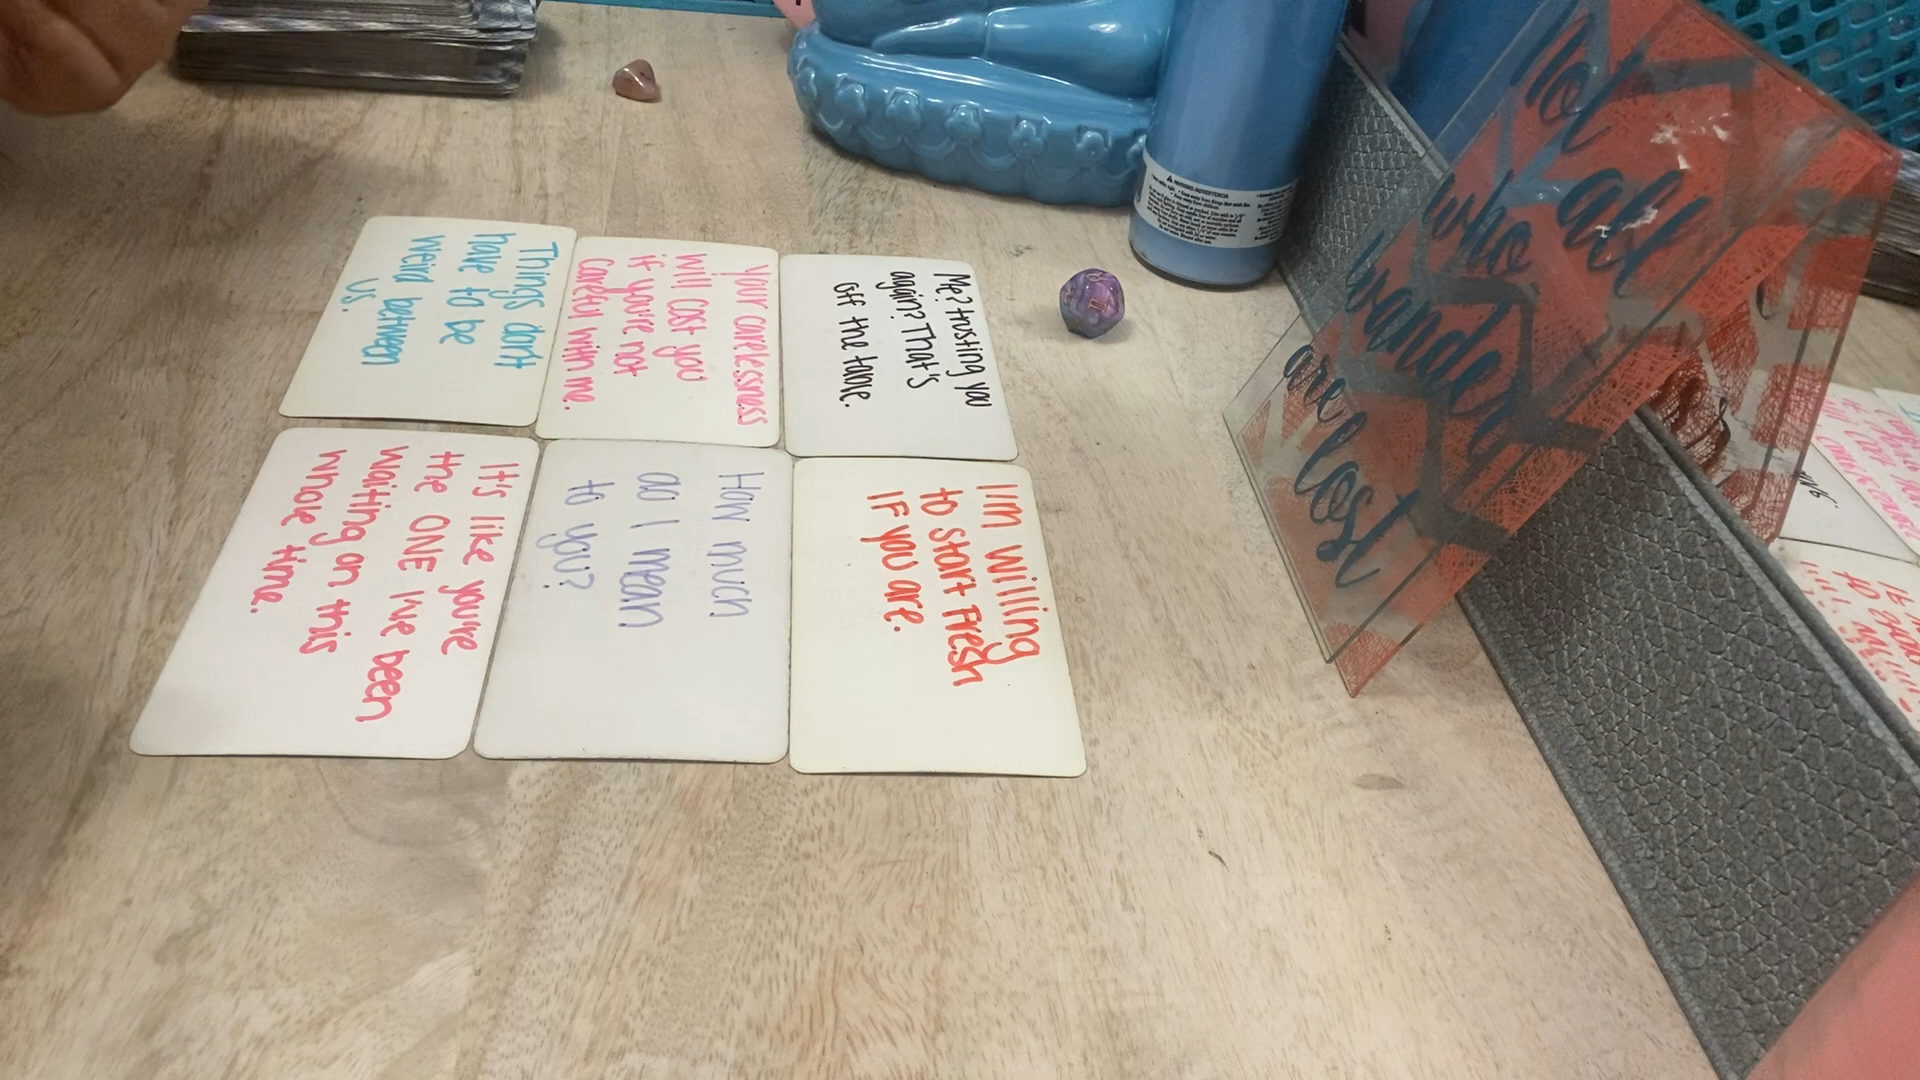 Things don't
have to be
weird between
us.
Your carelessness
will cost you
if you're not
careful with me.
Me? trusting you
again? That's
off the table.
It's like you're
the ONE I've been
waiting on this
whole time.
How much
do I mean
to you?
I'm willing
to start fresh
IF you are.
not all
who
wander
are lost
WARNING/ADVERTENCIA